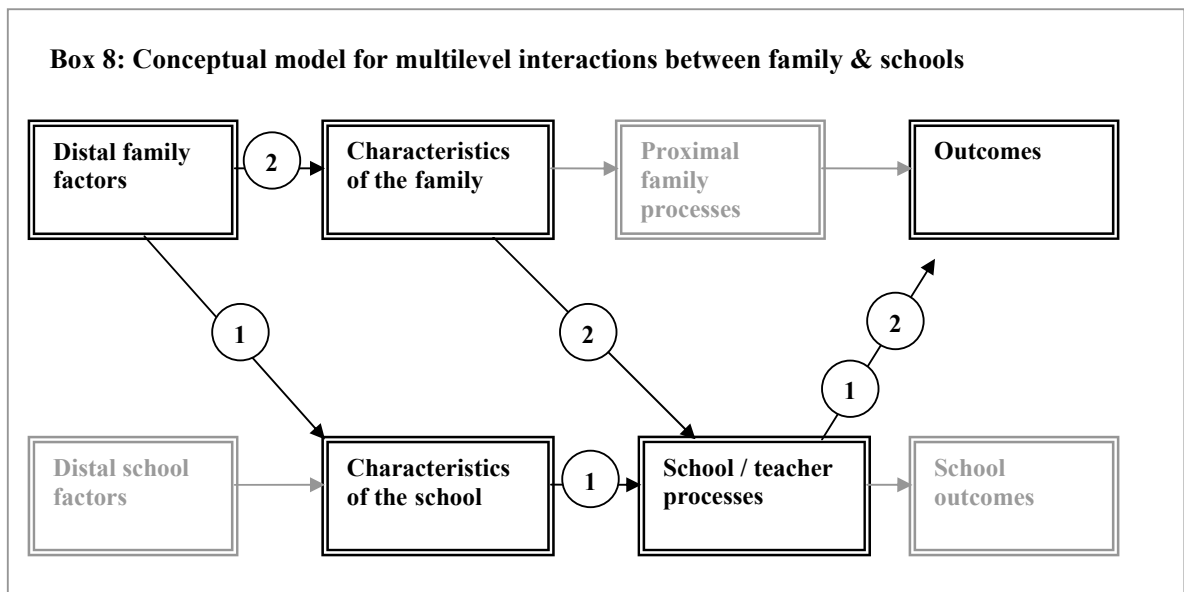 Box 8: Conceptual model for multilevel interactions between family & schools
Distal family
factors
2
Characteristics
of the family
Proximal
family
processes
Outcomes
1
2
2
1
Distal school
factors
Characteristics
of the school
1
School / teacher
processes
School
outcomes